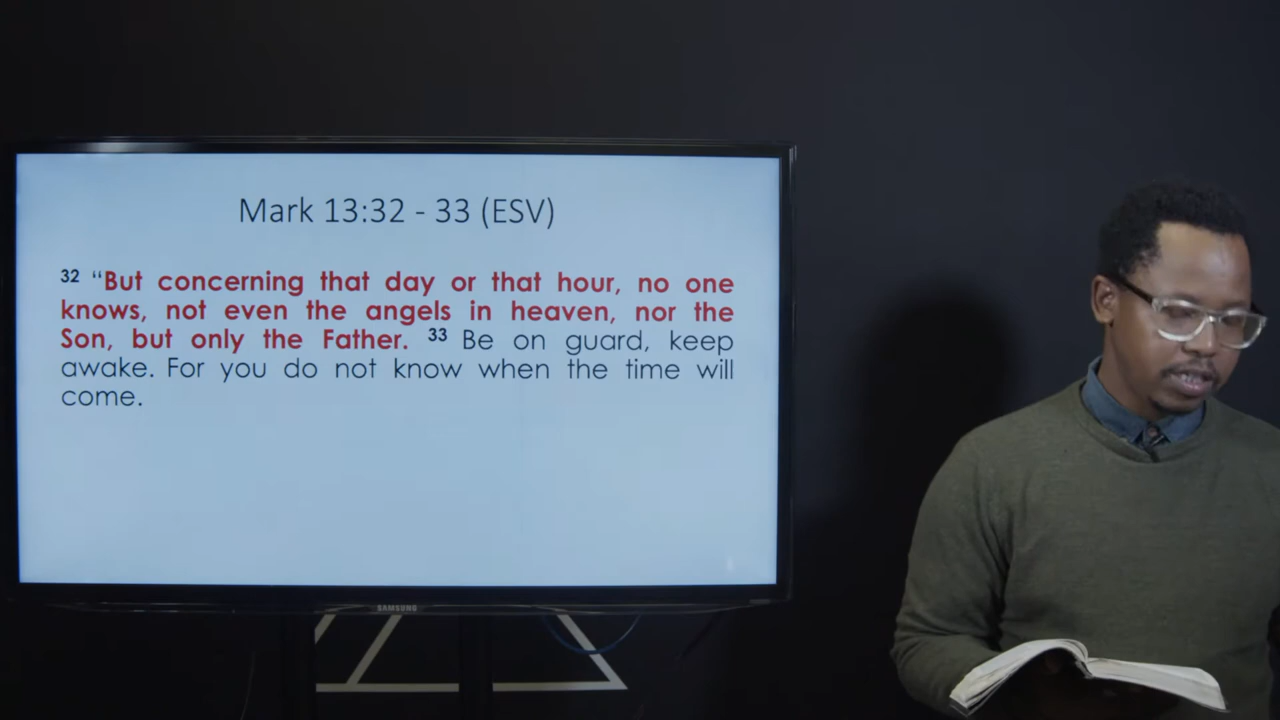 Mark 13:32 - 33 (ESV)
32 “But concerning that day or that hour, no one
knows, not even the angels in heaven, nor the
Son, but only the Father. 33 Be on guard, keep
awake. For you do not know when the time will
come.
SAMSUNG